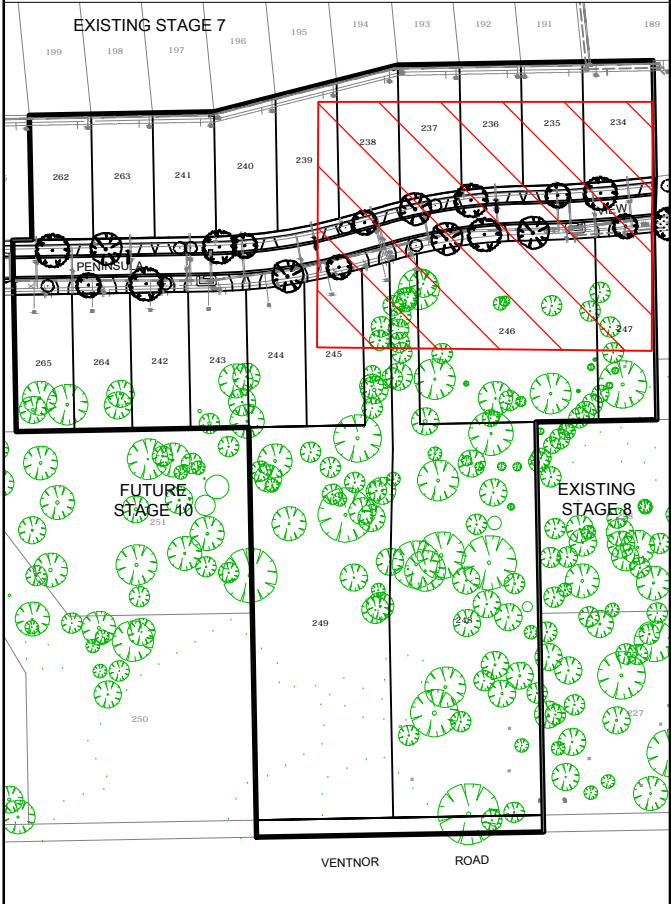 EXISTING STAGE 7
199 198 197 196 195 194 193 192 191 189
262 263 241 240 239 238 237 236 235 234
VIEW
PENINSULA
265 264 242 243 244 245 246 247
FUTURE
STAGE 10
251
EXISTING
STAGE 8
249 248
250 227
VENTNOR ROAD